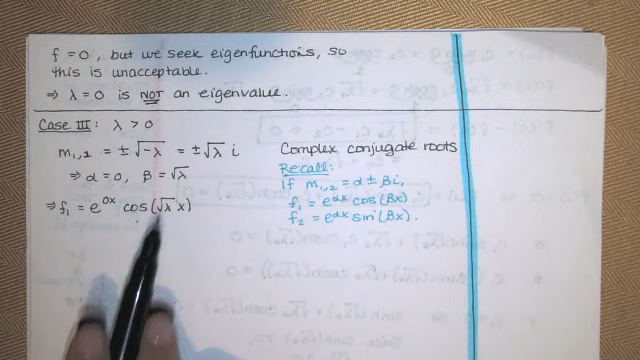 f = 0, but we seek eigenfunctions, so
this is unacceptable.
⇒ λ = 0 is NOT an eigenvalue.
Case III: λ > 0
m₁,₂ = ± √-λ = ± √λ i
⇒ α = 0, β = √λ
⇒ f₁ = e^{0x} cos(√λ x)
Complex conjugate roots
Recall:
If m₁,₂ = α ± βi,
f₁ = e^{αx} cos(βx)
f₂ = e^{αx} sin(βx).